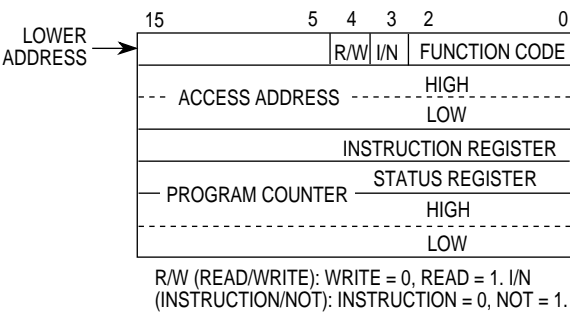 15 5 4 3 2 0
LOWER
ADDRESS
R/W I/N FUNCTION CODE
HIGH
ACCESS ADDRESS
LOW
INSTRUCTION REGISTER
STATUS REGISTER
PROGRAM COUNTER
HIGH
LOW
R/W (READ/WRITE): WRITE = 0, READ = 1. I/N
(INSTRUCTION/NOT): INSTRUCTION = 0, NOT = 1.